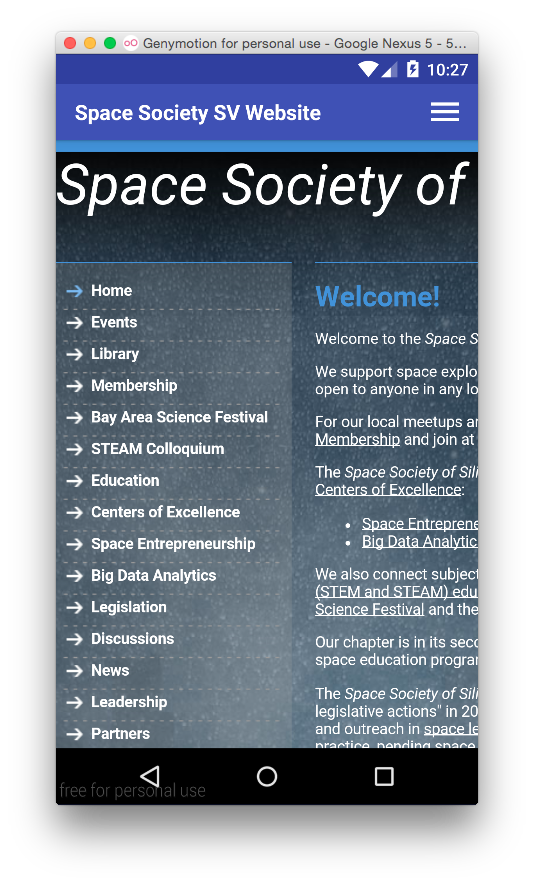 Genymotion for personal use - Google Nexus 5 - 5...
10:27
Space Society SV Website
Space Society of
Home
Events
Library
Membership
Bay Area Science Festival
STEAM Colloquium
Education
Centers of Excellence
Space Entrepreneurship
Big Data Analytics
Legislation
Discussions
News
Leadership
Partners
Welcome!
Welcome to the Space S
We support space explo
open to anyone in any lo
For our local meetups a
Membership and join at
The Space Society of Sili
Centers of Excellence:
• Space Entreprene
• Big Data Analytic
We also connect subject
(STEM and STEAM) edu
Science Festival and the
Our chapter is in its seco
space education progra
The Space Society of Sili
legislative actions" in 20
and outreach in space le
practice, pending space
free for personal use